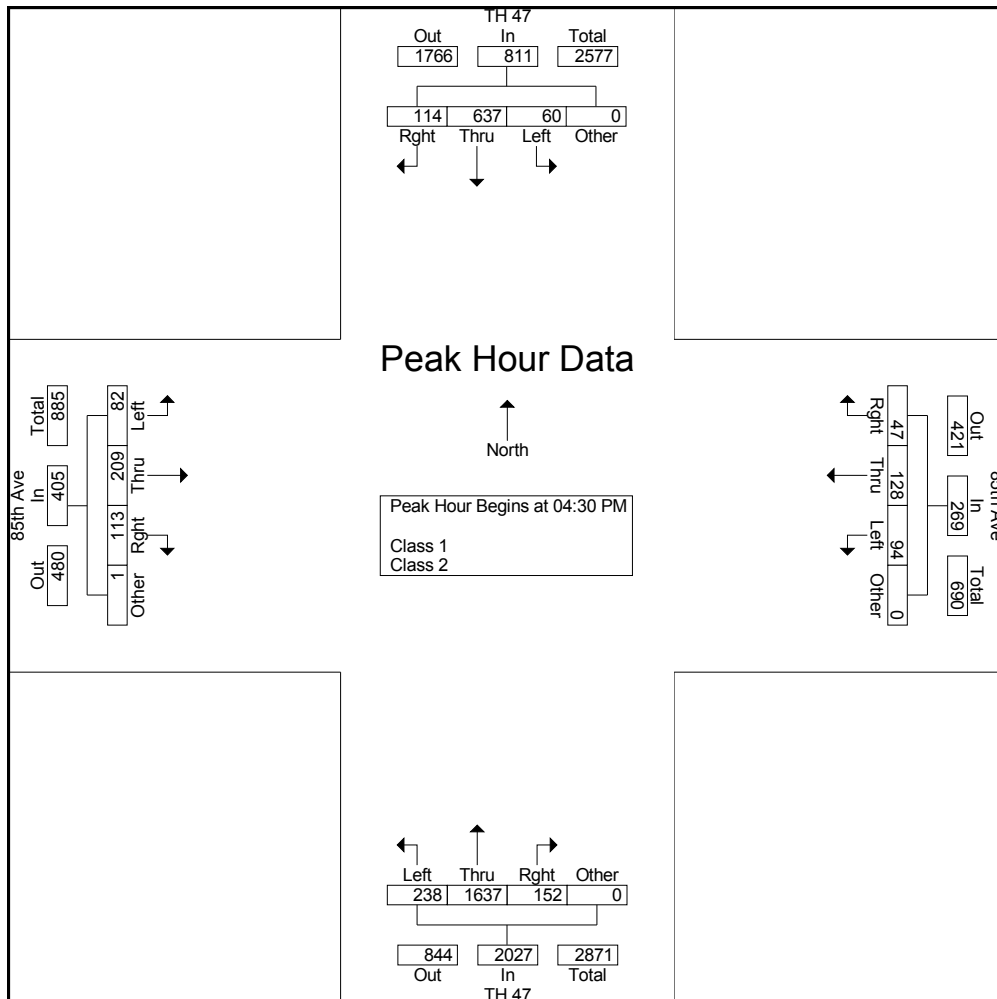 TH 47
Out In Total
1766 811 2577
114 637 60 0
Rght Thru Left Other
Peak Hour Data
North
Peak Hour Begins at 04:30 PM
Class 1
Class 2
85th Ave
Total In Out
885 405 480
82 209 113 1
Left Thru Rght Other
Rght Thru Left Other
47 128 94 0
Out In Total
421 269 690
85th Ave
Left Thru Rght Other
238 1637 152 0
844 2027 2871
Out In Total
TH 47